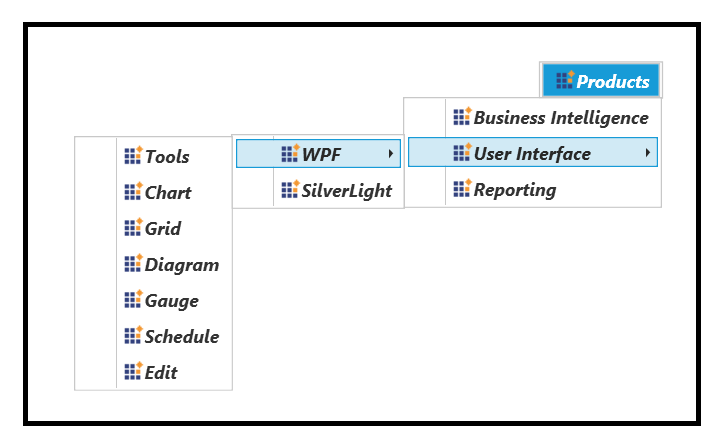 Products
Business Intelligence
User Interface
Reporting
WPF
SilverLight
Tools
Chart
Grid
Diagram
Gauge
Schedule
Edit